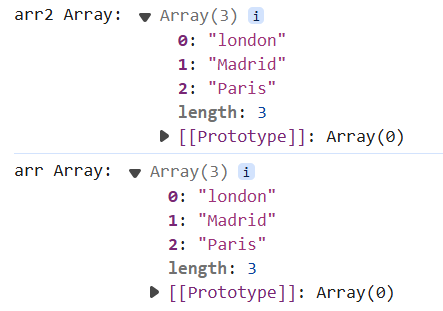 arr2 Array: ▼ Array(3) i
0: "london"
1: "Madrid"
2: "Paris"
length: 3
▶ [[Prototype]]: Array(0)
arr Array: ▼ Array(3) i
0: "london"
1: "Madrid"
2: "Paris"
length: 3
▶ [[Prototype]]: Array(0)